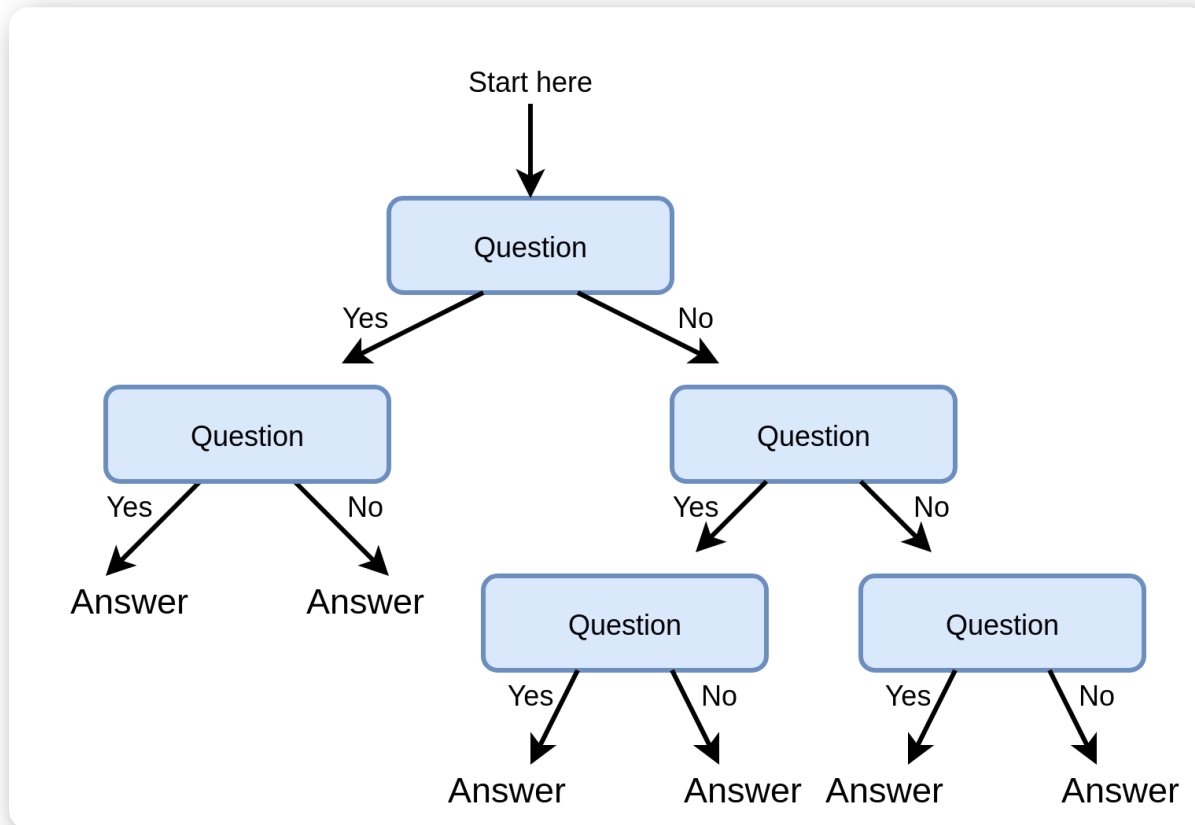 Start here
Question
Yes
No
Question
Question
Yes
No
Yes
No
Answer
Answer
Question
Question
Yes
No
Yes
No
Answer
Answer
Answer
Answer